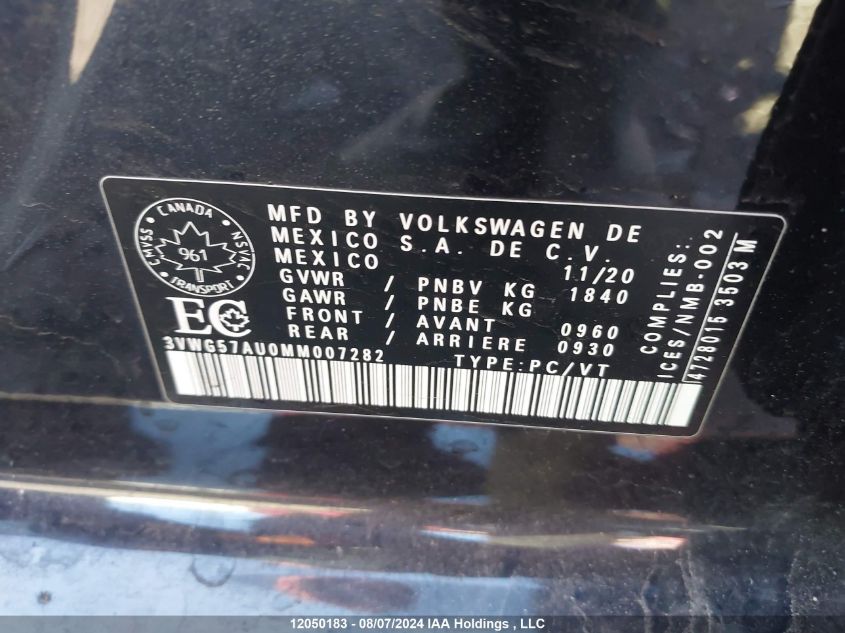 CANADA
CMVSS
NSVAC
961
TRANSPORT
EC
MFD BY VOLKSWAGEN DE
MEXICO S.A. DE C.V.
MEXICO 11/20
GVWR / PNBV KG 1840
GAWR / PNBE KG
FRONT / AVANT 0960
REAR / ARRIERE 0930
3VWG57AU0MM007282 TYPE:PC/VT
COMPLIES:
ICES/NMB-002
4728015 3503 M
12050183 - 08/07/2024 IAA Holdings , LLC